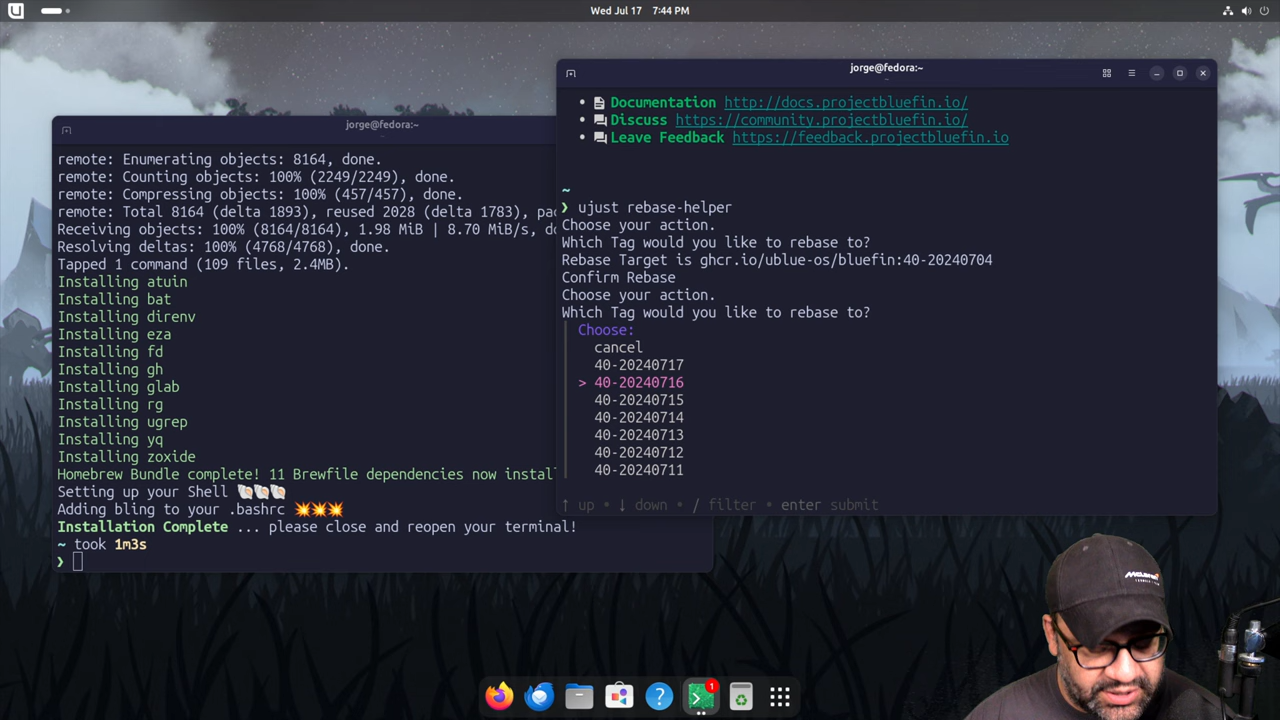 Wed Jul 17 7:44 PM
jorge@fedora:~
remote: Enumerating objects: 8164, done.
remote: Counting objects: 100% (2249/2249), done.
remote: Compressing objects: 100% (457/457), done.
remote: Total 8164 (delta 1893), reused 2028 (delta 1783), pac
Receiving objects: 100% (8164/8164), 1.98 MiB | 8.70 MiB/s, do
Resolving deltas: 100% (4768/4768), done.
Tapped 1 command (109 files, 2.4MB).
Installing atuin
Installing bat
Installing direnv
Installing eza
Installing fd
Installing gh
Installing glab
Installing rg
Installing ugrep
Installing yq
Installing zoxide
Homebrew Bundle complete! 11 Brewfile dependencies now install
Setting up your Shell 🐚🐚🐚
Adding bling to your .bashrc 💥💥💥
Installation Complete ... please close and reopen your terminal!
~ took 1m3s
❯
jorge@fedora:~
• Documentation http://docs.projectbluefin.io/
• Discuss https://community.projectbluefin.io/
• Leave Feedback https://feedback.projectbluefin.io
~
❯ ujust rebase-helper
Choose your action.
Which Tag would you like to rebase to?
Rebase Target is ghcr.io/ublue-os/bluefin:40-20240704
Confirm Rebase
Choose your action.
Which Tag would you like to rebase to?
Choose:
cancel
40-20240717
> 40-20240716
40-20240715
40-20240714
40-20240713
40-20240712
40-20240711
↑ up • ↓ down • / filter • enter submit
1
McLaren